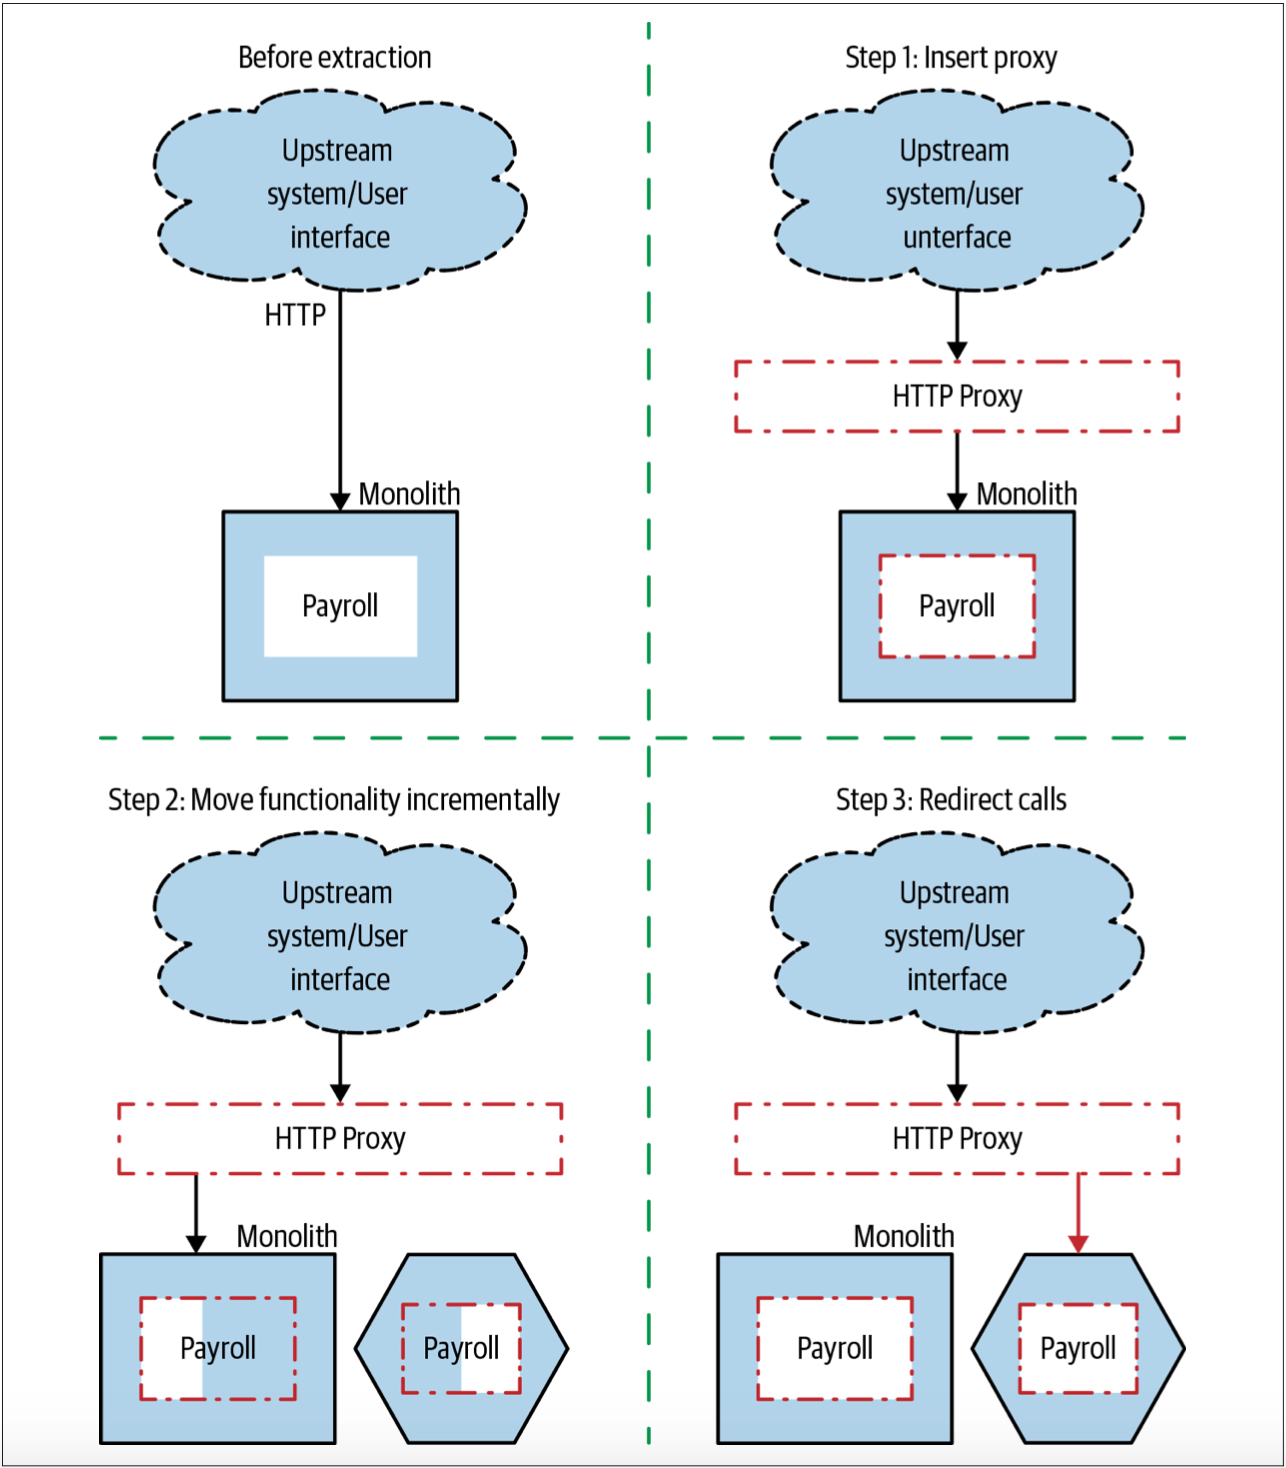 Before extraction
Upstream
system/User
interface
HTTP
Monolith
Payroll
Step 1: Insert proxy
Upstream
system/user
unterface
HTTP Proxy
Monolith
Payroll
Step 2: Move functionality incrementally
Upstream
system/User
interface
HTTP Proxy
Monolith
Payroll
Payroll
Step 3: Redirect calls
Upstream
system/User
interface
HTTP Proxy
Monolith
Payroll
Payroll